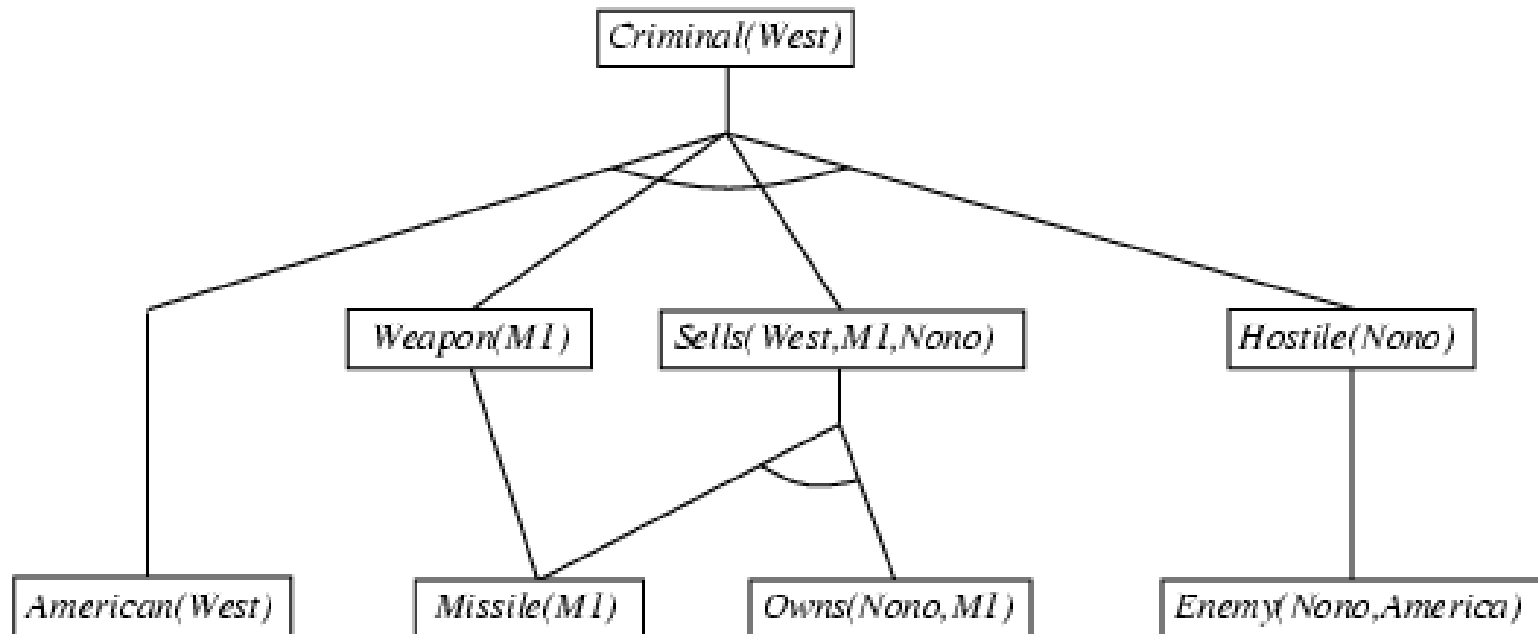 Criminal(West)
Weapon(M1)
Sells(West,M1,Nono)
Hostile(Nono)
American(West)
Missile(M1)
Owns(Nono,M1)
Enemy(Nono,America)